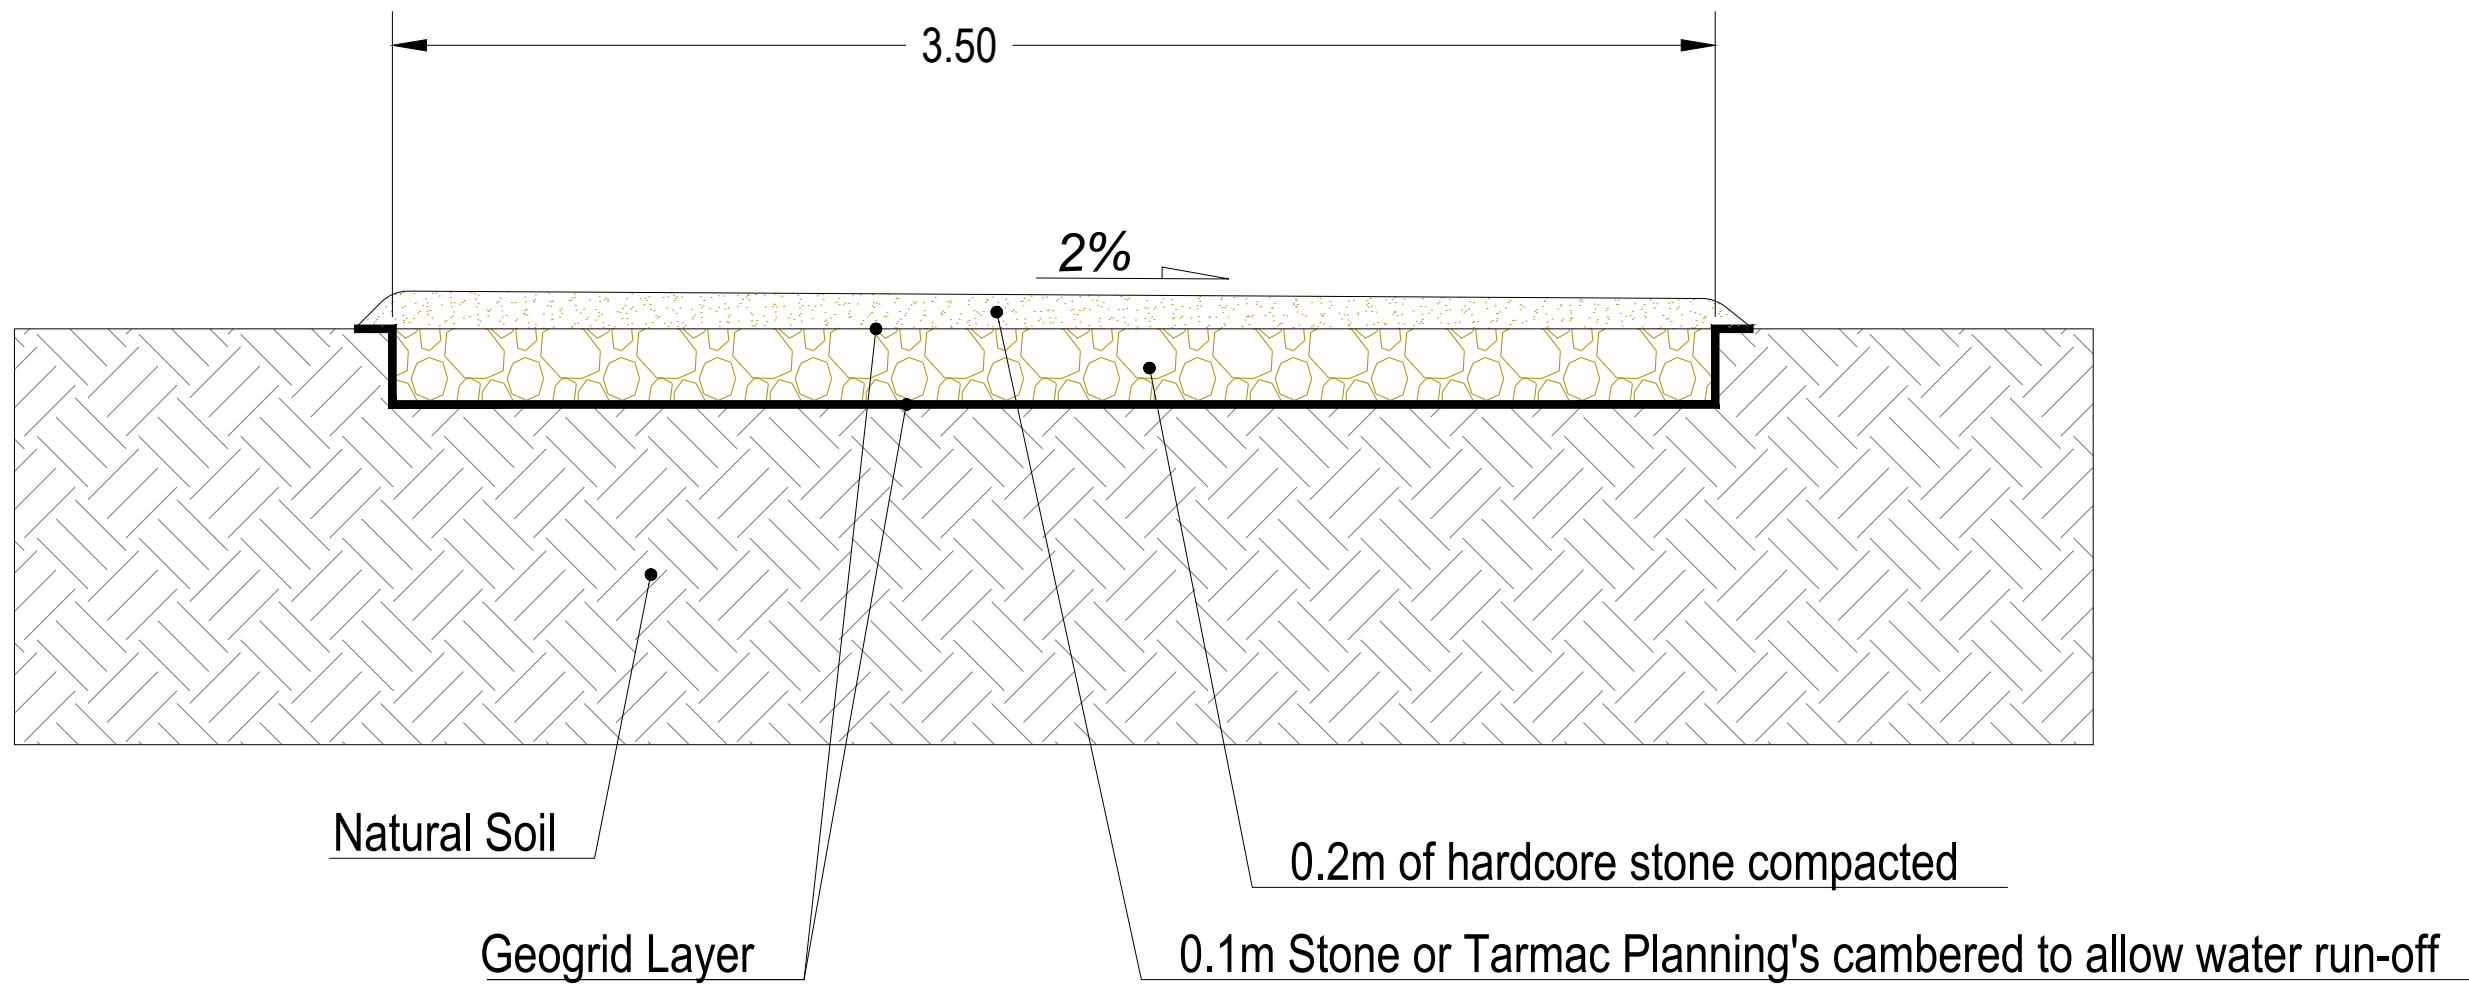 3.50
2%
Natural Soil
0.2m of hardcore stone compacted
Geogrid Layer
0.1m Stone or Tarmac Planning's cambered to allow water run-off